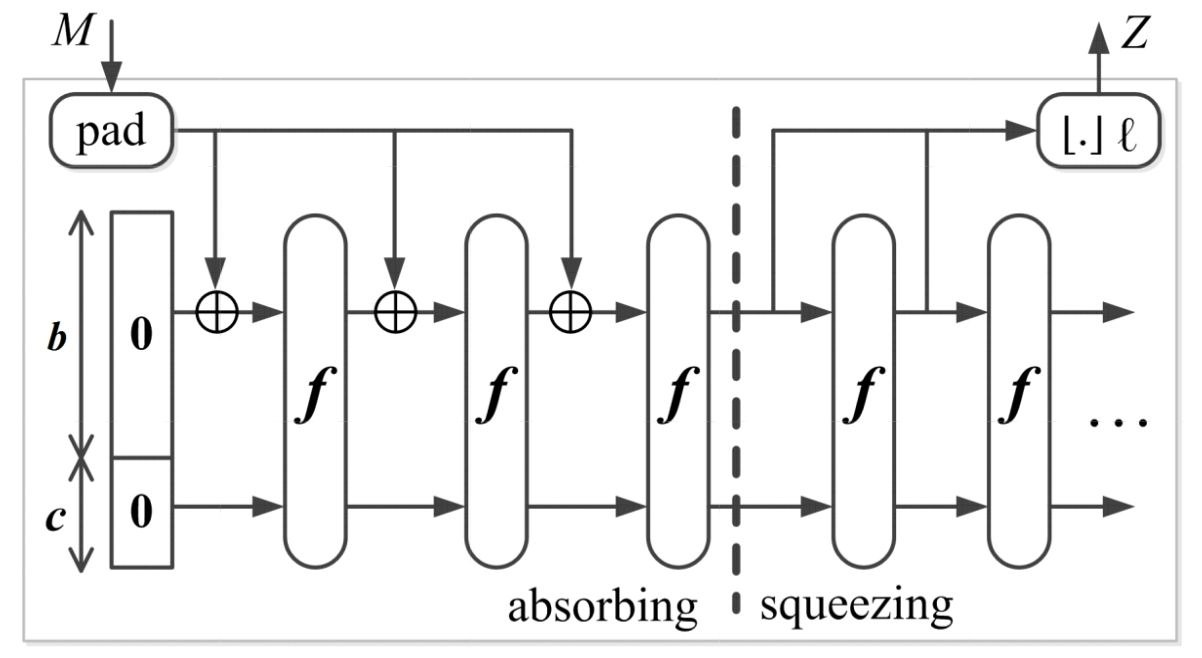 M
Z
pad
⌊.⌋ ℓ
b
0
f
f
f
f
f
...
c
0
absorbing
squeezing